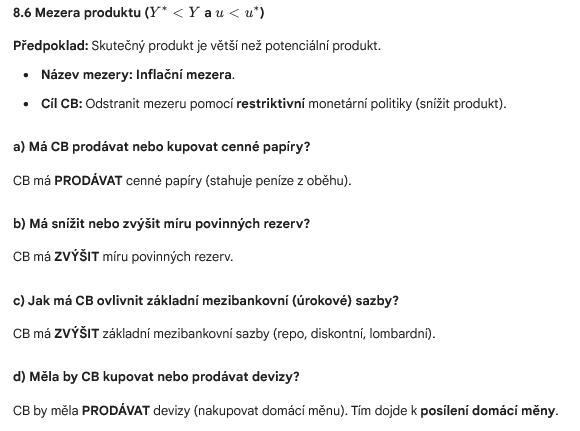 8.6 Mezera produktu (Y* < Y a u < u*)
Předpoklad: Skutečný produkt je větší než potenciální produkt.
• Název mezery: Inflační mezera.
• Cíl CB: Odstranit mezeru pomocí restriktivní monetární politiky (snížit produkt).
a) Má CB prodávat nebo kupovat cenné papíry?
CB má PRODÁVAT cenné papíry (stahuje peníze z oběhu).
b) Má snížit nebo zvýšit míru povinných rezerv?
CB má ZVÝŠIT míru povinných rezerv.
c) Jak má CB ovlivnit základní mezibankovní (úrokové) sazby?
CB má ZVÝŠIT základní mezibankovní sazby (repo, diskontní, lombardní).
d) Měla by CB kupovat nebo prodávat devizy?
CB by měla PRODÁVAT devizy (nakupovat domácí měnu). Tím dojde k posílení domácí měny.